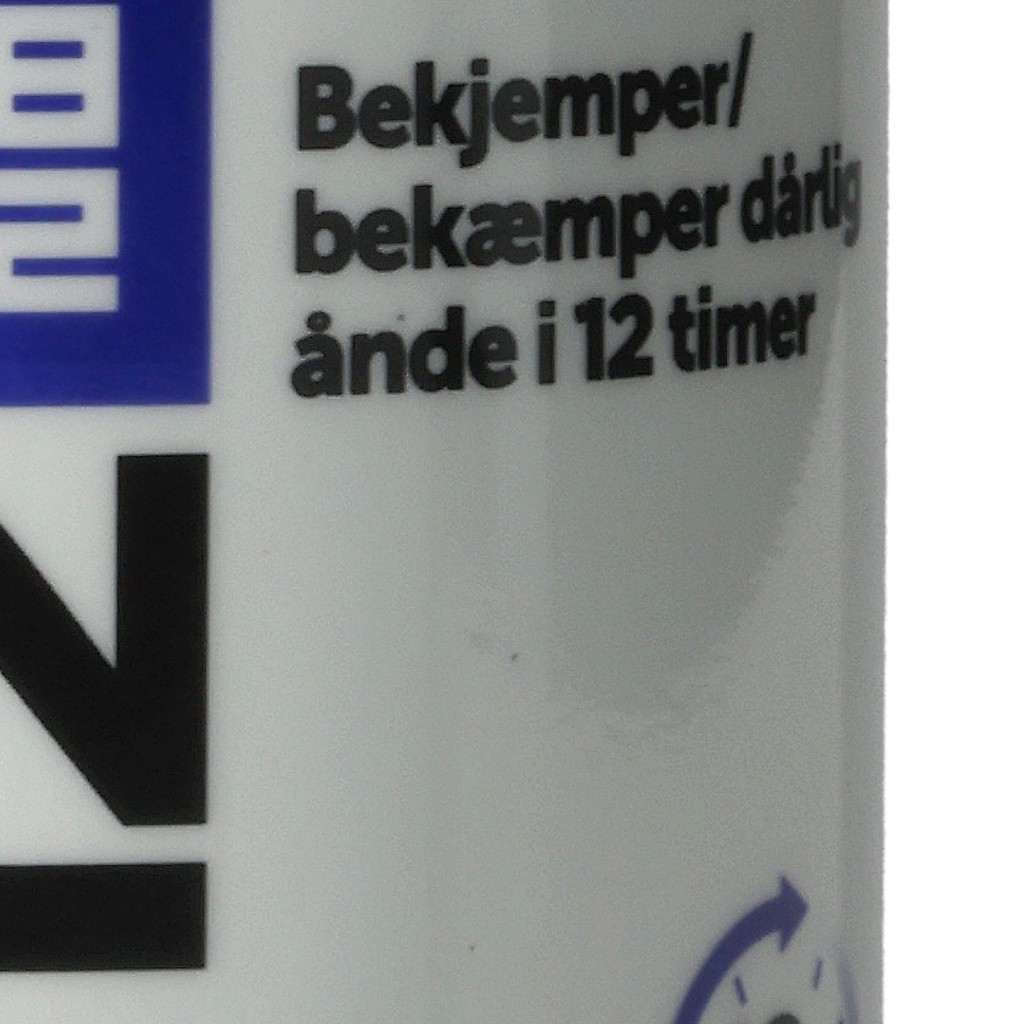 Bekjemper/
bekæmper dårlig
ånde i 12 timer